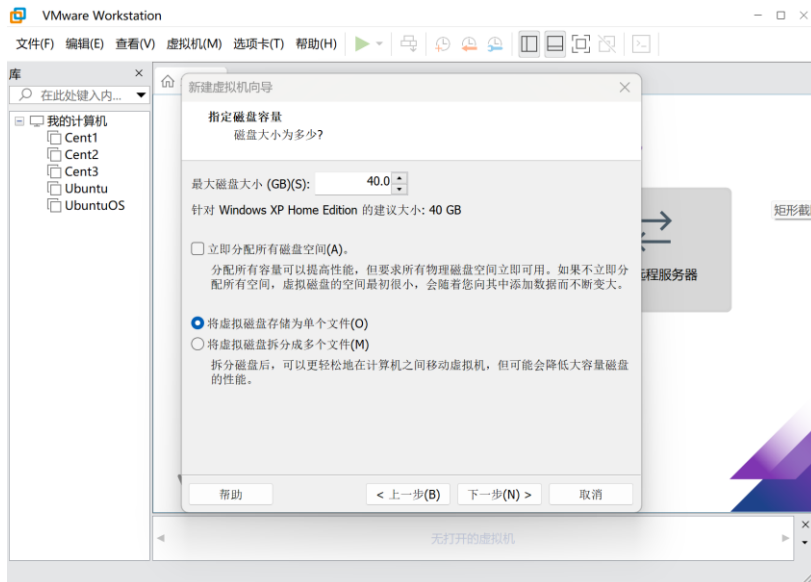 VMware Workstation
文件(F) 编辑(E) 查看(V) 虚拟机(M) 选项卡(T) 帮助(H)
库
在此处键入内...
我的计算机
Cent1
Cent2
Cent3
Ubuntu
UbuntuOS
新建虚拟机向导
指定磁盘容量
磁盘大小为多少?
最大磁盘大小 (GB)(S): 40.0
针对 Windows XP Home Edition 的建议大小: 40 GB
立即分配所有磁盘空间(A)。
分配所有容量可以提高性能，但要求所有物理磁盘空间立即可用。如果不立即分
配所有空间，虚拟磁盘的空间最初很小，会随着您向其中添加数据而不断变大。
将虚拟磁盘存储为单个文件(O)
将虚拟磁盘拆分成多个文件(M)
拆分磁盘后，可以更轻松地在计算机之间移动虚拟机，但可能会降低大容量磁盘
的性能。
帮助 < 上一步(B) 下一步(N) > 取消
程服务器
矩形截
无打开的虚拟机